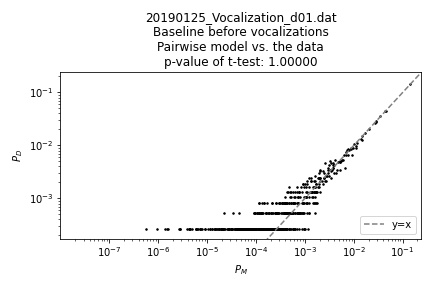 20190125_Vocalization_d01.dat
Baseline before vocalizations
Pairwise model vs. the data
p-value of t-test: 1.00000
10⁻¹
10⁻²
10⁻³
P_D
y=x
10⁻⁷ 10⁻⁶ 10⁻⁵ 10⁻⁴ 10⁻³ 10⁻² 10⁻¹
P_M